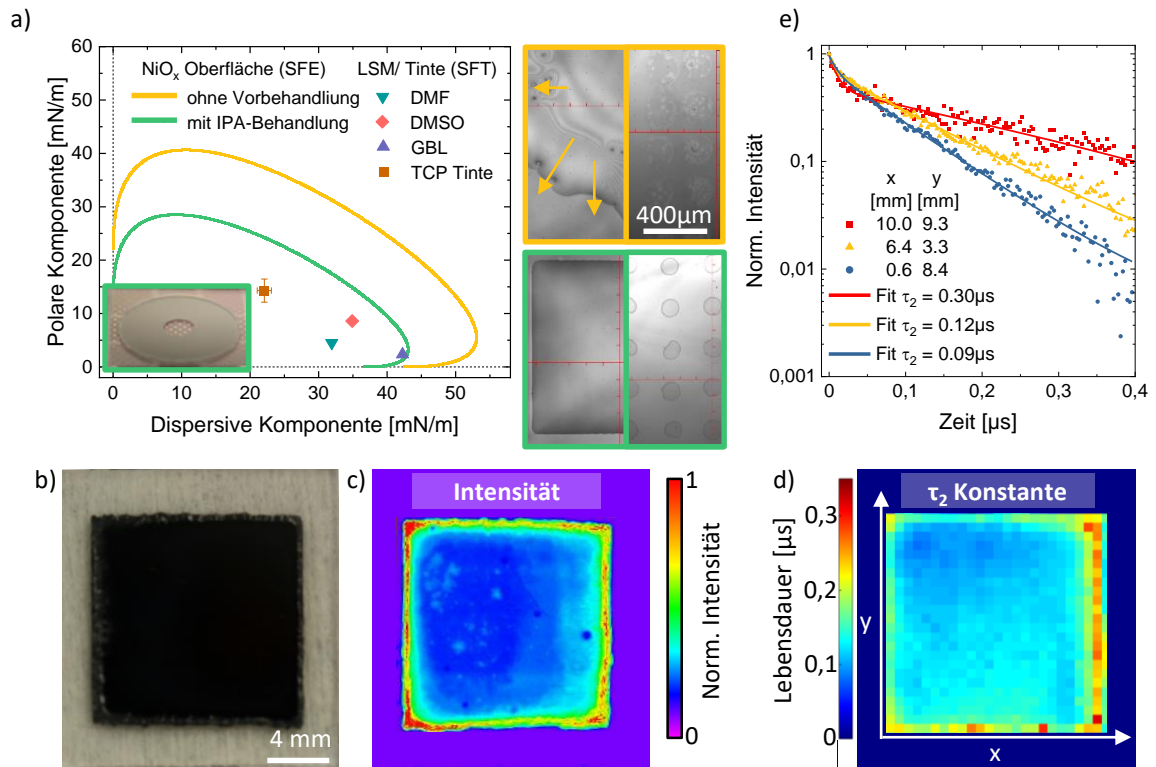 a)
60
50
40
30
20
10
0
0
10
20
30
40
50
Polare Komponente [mN/m]
Dispersive Komponente [mN/m]
NiOx Oberfläche (SFE)
ohne Vorbehandliung
mit IPA-Behandlung
LSM/ Tinte (SFT)
DMF
DMSO
GBL
TCP Tinte
400µm
e)
1
0.1
0,01
0,001
0
0,1
0,2
0,3
0,4
Norm. Intensität
Zeit [µs]
x y
[mm] [mm]
10.0 9.3
6.4 3.3
0.6 8.4
Fit τ2 = 0.30µs
Fit τ2 = 0.12µs
Fit τ2 = 0.09µs
b)
4 mm
c)
Intensität
1
0
Norm. Intensität
d)
τ2 Konstante
0,3
0,2
0,1
0
Lebensdauer [µs]
y
x